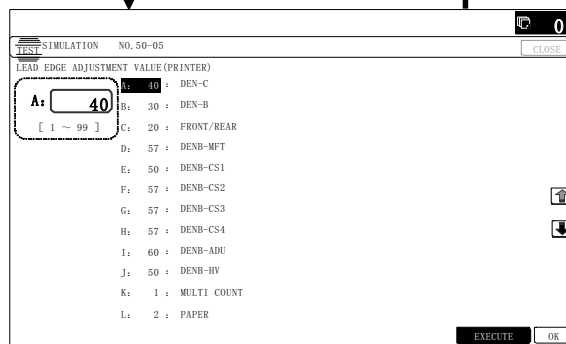 0
TEST SIMULATION NO.50-05
CLOSE
LEAD EDGE ADJUSTMENT VALUE(PRINTER)
A: 40
[ 1 ~ 99 ]
A: 40 : DEN-C
B: 30 : DEN-B
C: 20 : FRONT/REAR
D: 57 : DENB-MFT
E: 50 : DENB-CS1
F: 57 : DENB-CS2
G: 57 : DENB-CS3
H: 57 : DENB-CS4
I: 60 : DENB-ADU
J: 50 : DENB-HV
K: 1 : MULTI COUNT
L: 2 : PAPER
EXECUTE OK